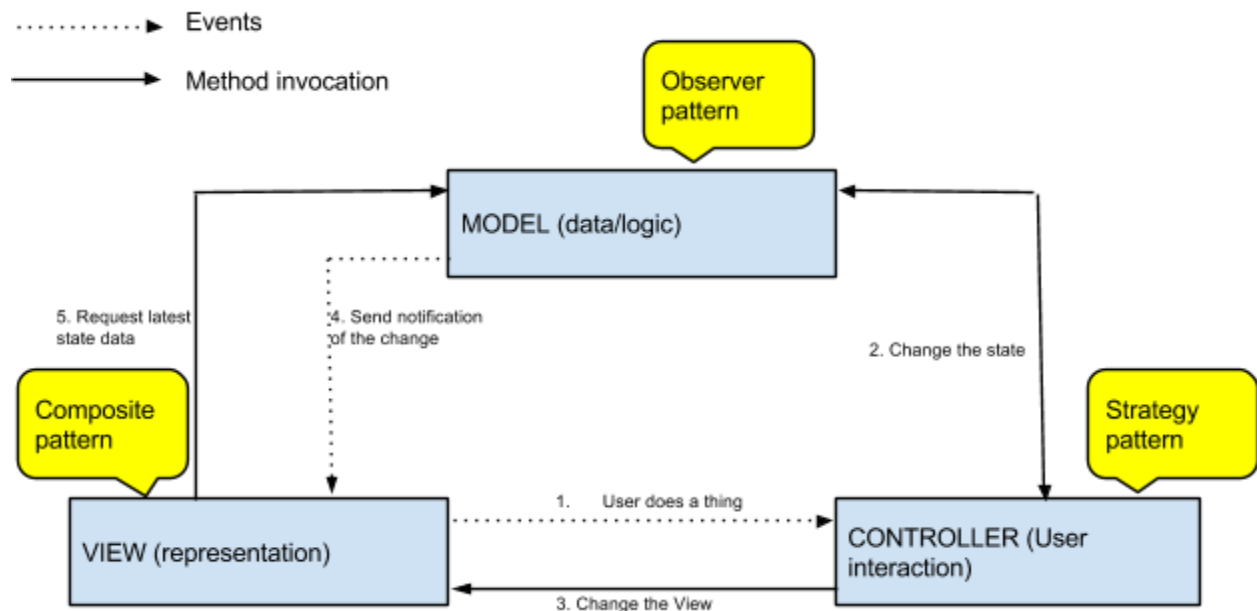 Events
Method invocation
Observer
pattern
MODEL (data/logic)
5. Request latest
state data
4. Send notification
of the change
2. Change the state
Composite
pattern
Strategy
pattern
1. User does a thing
VIEW (representation)
CONTROLLER (User
interaction)
3. Change the View